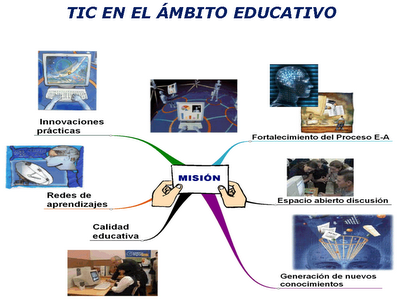 TIC EN EL ÁMBITO EDUCATIVO
Innovaciones
prácticas
Fortalecimiento del Proceso E-A
MISIÓN
Redes de
aprendizajes
Espacio abierto discusión
Calidad
educativa
Generación de nuevos
conocimientos